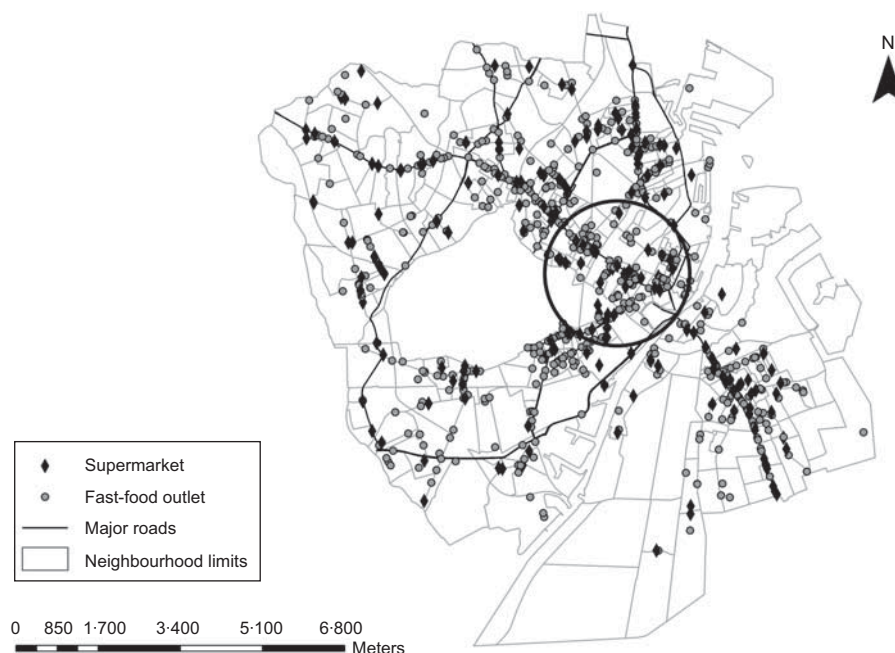 N
Supermarket
Fast-food outlet
Major roads
Neighbourhood limits
0 850 1·700 3·400 5·100 6·800
Meters